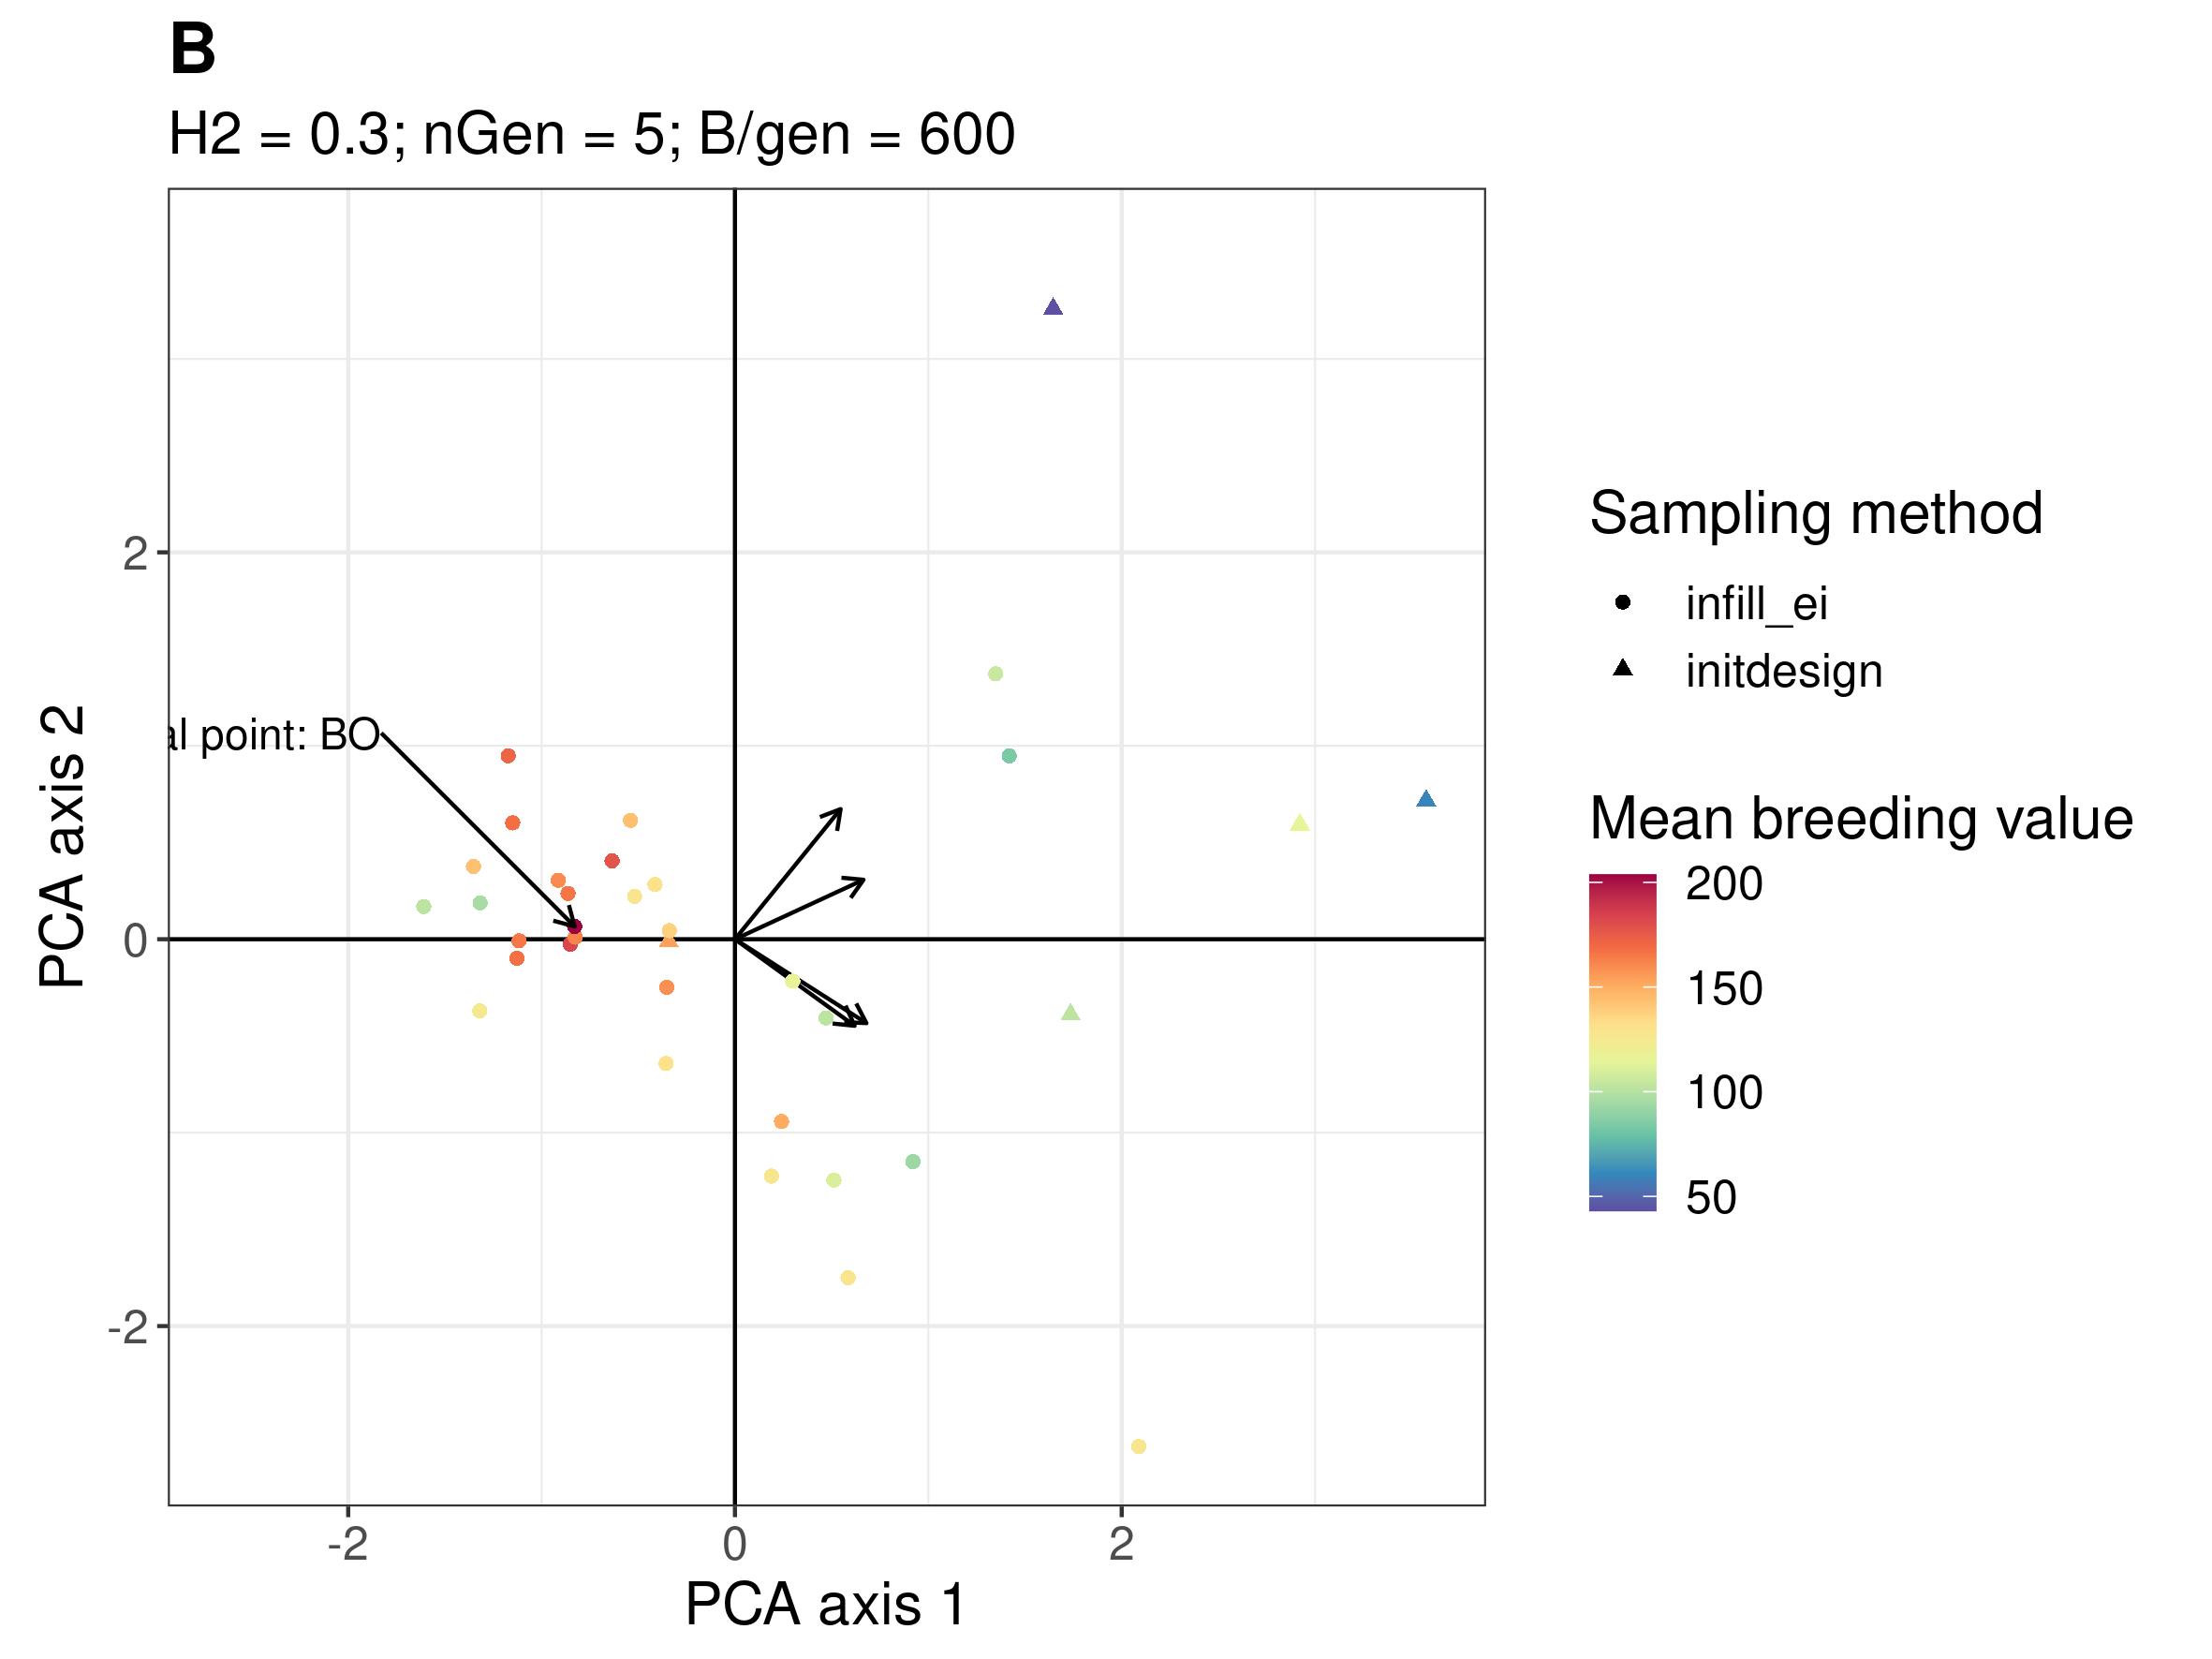 B
H2 = 0.3; nGen = 5; B/gen = 600
PCA axis 2
2
0
-2
al point: BO
-2
0
2
PCA axis 1
Sampling method
infill_ei
initdesign
Mean breeding value
200
150
100
50